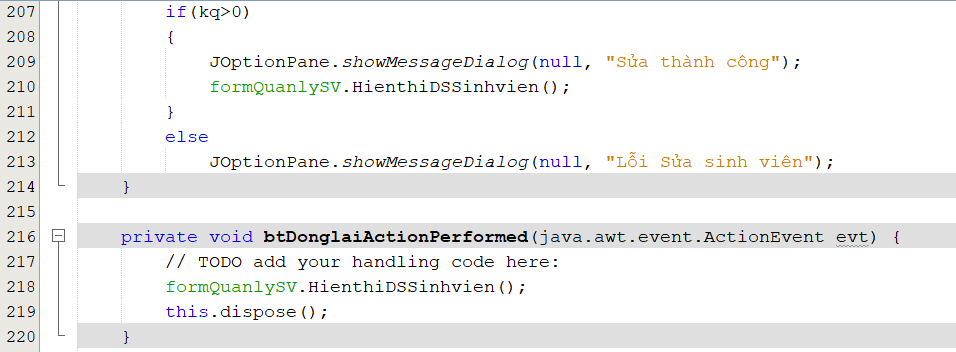 207 if(kq>0)
208 {
209 JOptionPane.showMessageDialog(null, "Sửa thành công");
210 formQuanlySV.HienthiDSSinhvien();
211 }
212 else
213 JOptionPane.showMessageDialog(null, "Lỗi Sửa sinh viên");
214 }
215
216 private void btDonglaiActionPerformed(java.awt.event.ActionEvent evt) {
217 // TODO add your handling code here:
218 formQuanlySV.HienthiDSSinhvien();
219 this.dispose();
220 }